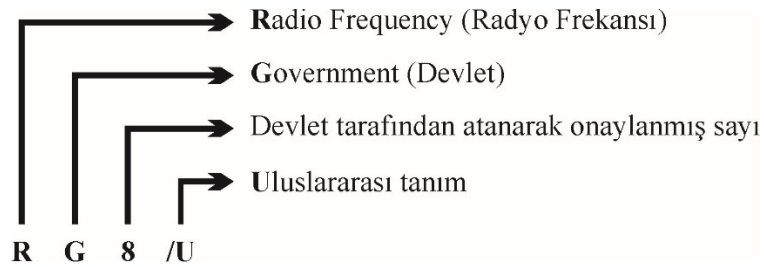 Radio Frequency (Radyo Frekansı)
Government (Devlet)
Devlet tarafından atanarak onaylanmış sayı
Uluslararası tanım
R G 8 /U